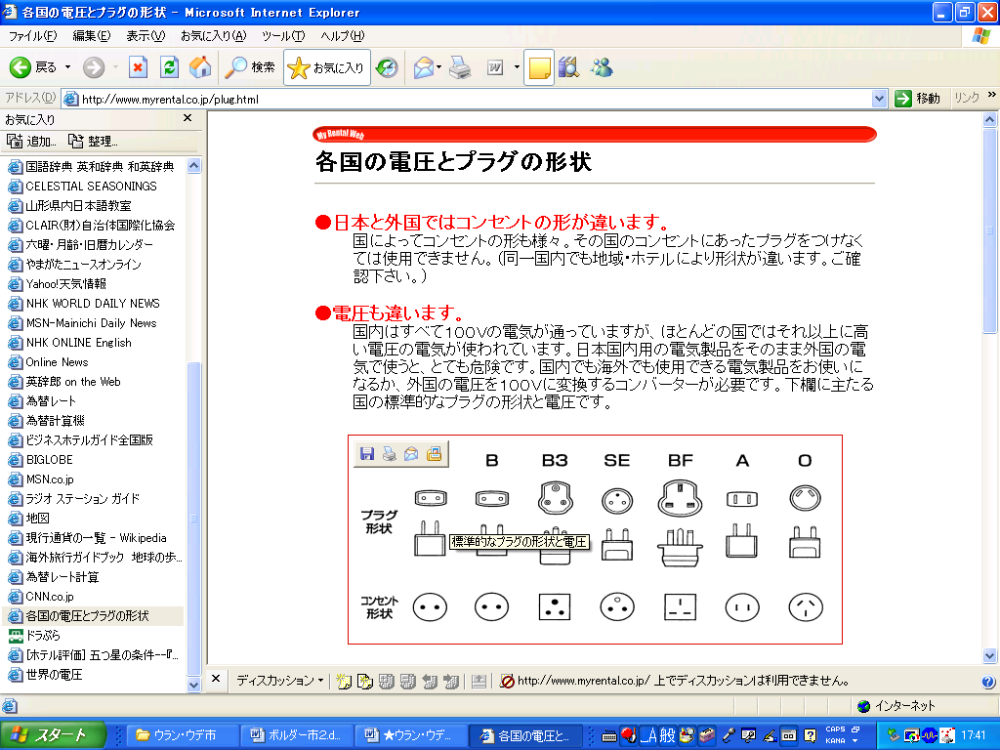 各国の電圧とプラグの形状 - Microsoft Internet Explorer
ファイル(F) 編集(E) 表示(V) お気に入り(A) ツール(T) ヘルプ(H)
戻る 検索 お気に入り
アドレス(D) http://www.myrental.co.jp/plug.html 移動 リンク »
お気に入り
追加... 整理...
国語辞典 英和辞典 和英辞典
CELESTIAL SEASONINGS
山形県内日本語教室
CLAIR(財)自治体国際化協会
六曜・月齢・旧暦カレンダー
やまがたニュースオンライン
Yahoo!天気情報
NHK WORLD DAILY NEWS
MSN-Mainichi Daily News
NHK ONLINE English
Online News
英辞郎 on the Web
為替レート
為替計算機
ビジネスホテルガイド全国版
BIGLOBE
MSN.co.jp
ラジオ ステーション ガイド
地図
現行通貨の一覧 - Wikipedia
海外旅行ガイドブック 地球の歩...
為替レート計算
CNN.co.jp
各国の電圧とプラグの形状
ドラぷら
[ホテル評価] 五つ星の条件--『...
世界の電圧
My Rental Web
各国の電圧とプラグの形状
●日本と外国ではコンセントの形が違います。
国によってコンセントの形も様々。その国のコンセントにあったプラグをつけなく
ては使用できません。(同一国内でも地域・ホテルにより形状が違います。ご確
認下さい。)
●電圧も違います。
国内はすべて100Vの電気が通っていますが、ほとんどの国ではそれ以上に高
い電圧の電気が使われています。日本国内用の電気製品をそのまま外国の電
気で使うと、とても危険です。国内でも海外でも使用できる電気製品をお使いに
なるか、外国の電圧を100Vに変換するコンバーターが必要です。下欄に主たる
国の標準的なプラグの形状と電圧です。
B B3 SE BF A O
プラグ
形状
標準的なプラグの形状と電圧
コンセント
形状
ディスカッション http://www.myrental.co.jp/ 上でディスカッションは利用できません。
インターネット
スタート ウラン・ウデ市 ボルダー市2.d... ★ウラン・ウデ... 各国の電圧と... A 般 CAPS KANA 17:41